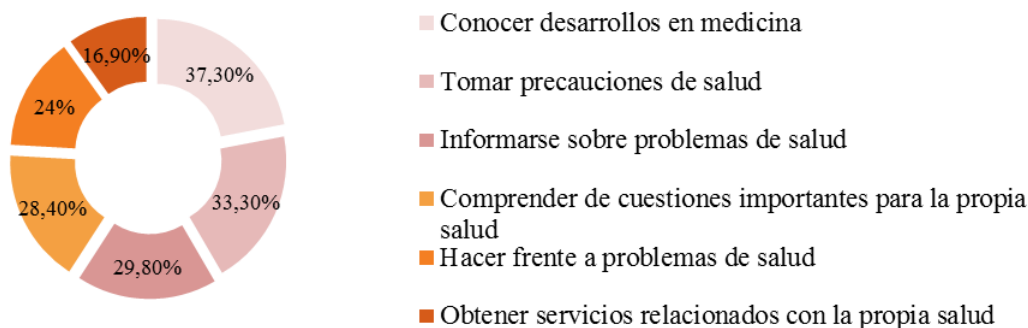 16,90%
37,30%
24%
33,30%
28,40%
29,80%
Conocer desarrollos en medicina
Tomar precauciones de salud
Informarse sobre problemas de salud
Comprender de cuestiones importantes para la propia
salud
Hacer frente a problemas de salud
Obtener servicios relacionados con la propia salud